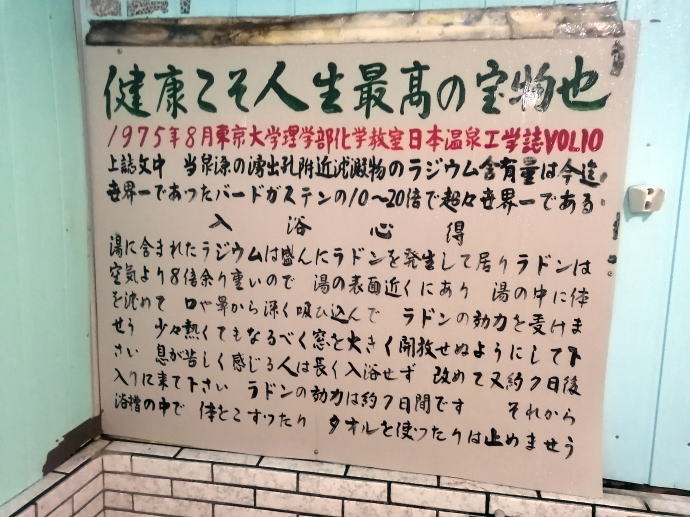 健康こそ人生最高の宝物也
1975年8月東京大学理学部化学教室日本温泉工学誌VOL10
上誌文中 当泉源の湧出孔附近沈澱物のラジウム含有量は今迄
世界一であったバードガステンの10〜20倍で超々世界一である
入浴心得
湯に含まれたラジウムは盛んにラドンを発生して居りラドンは
空気より8倍余り重いので 湯の表面近くにあり 湯の中に体
を沈めて 口や鼻から深く吸ひ込んで ラドンの効力を受けま
せう 少々熱くてもなるべく窓を大きく開放せぬようにして下
さい 息が苦しく感じる人は長く入浴せず 改めて又約7日後
入りに来て下さい ラドンの効力は約7日間です それから
浴槽の中で 体をこすったり タオルを使ったりは止めませう